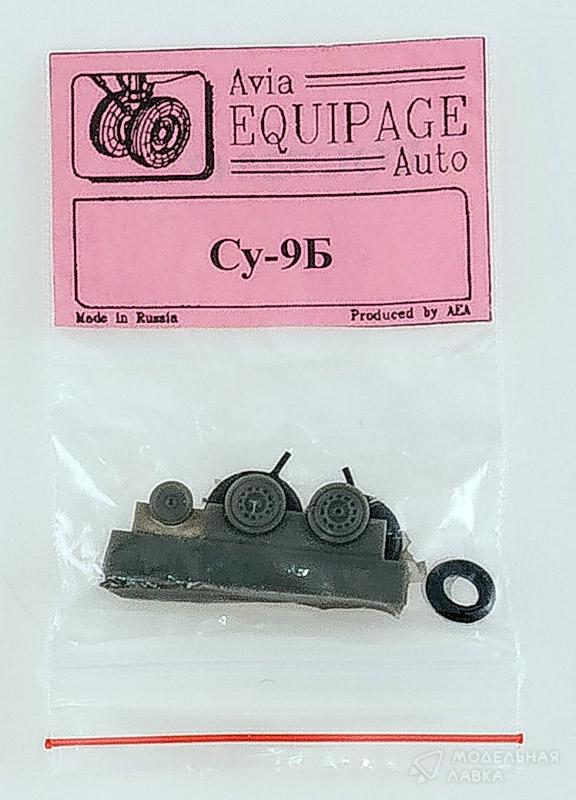 Avia
EQUIPAGE
Auto
Су-9Б
Made in Russia
Produced by AEA
МОДЕЛЬНАЯ
ЛАВКА